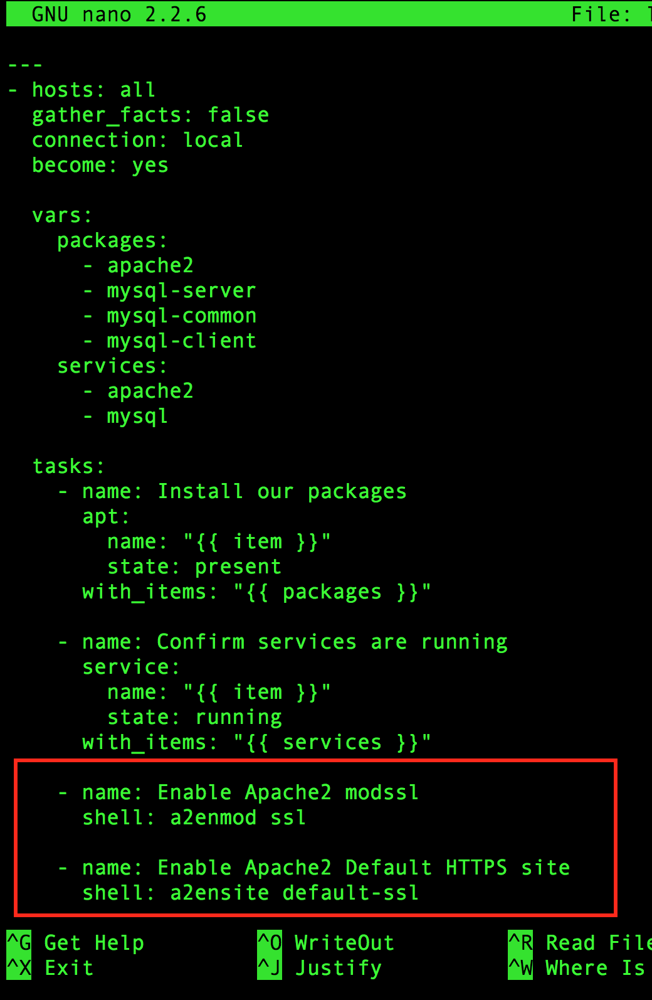 GNU nano 2.2.6 File:
---
- hosts: all
  gather_facts: false
  connection: local
  become: yes

  vars:
    packages:
      - apache2
      - mysql-server
      - mysql-common
      - mysql-client
    services:
      - apache2
      - mysql

  tasks:
    - name: Install our packages
      apt:
        name: "{{ item }}"
        state: present
      with_items: "{{ packages }}"

    - name: Confirm services are running
      service:
        name: "{{ item }}"
        state: running
      with_items: "{{ services }}"

    - name: Enable Apache2 modssl
      shell: a2enmod ssl

    - name: Enable Apache2 Default HTTPS site
      shell: a2ensite default-ssl

^G Get Help ^O WriteOut ^R Read File
^X Exit ^J Justify ^W Where Is